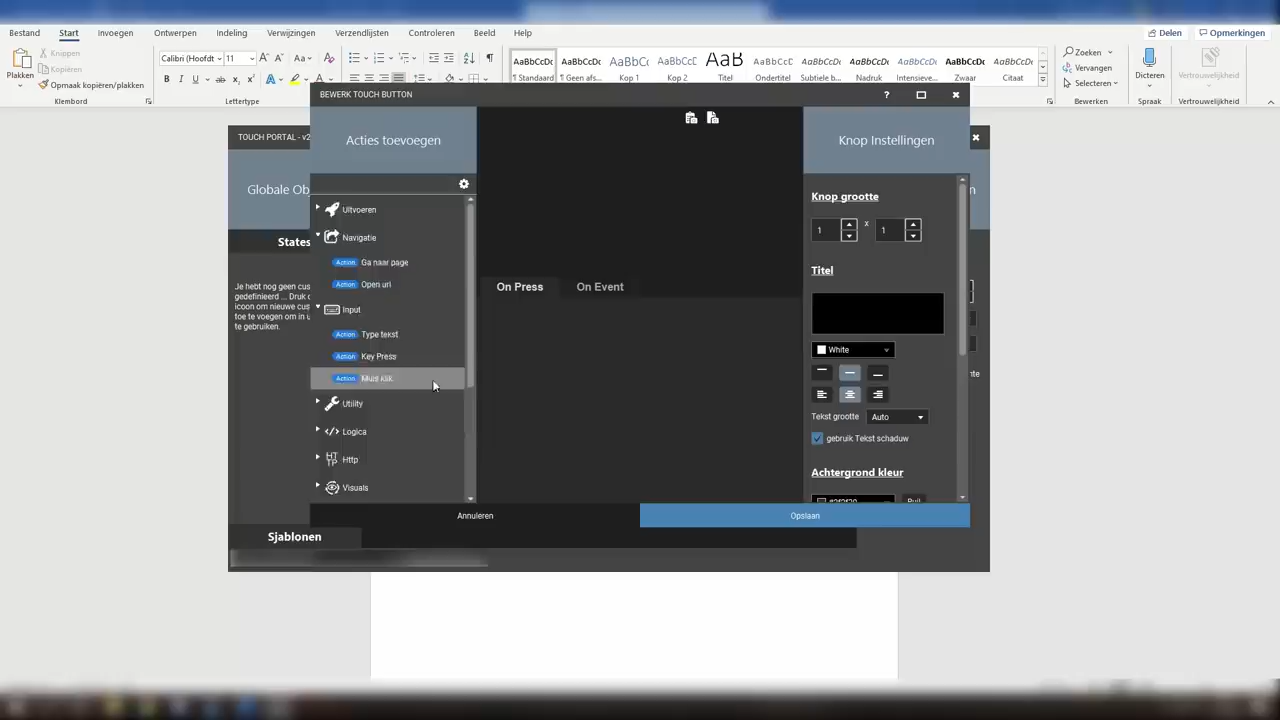 Bestand Start Invoegen Ontwerpen Indeling Verwijzingen Verzendlijsten Controleren Beeld Help Delen Opmerkingen
Plakken
Knippen
Kopiëren
Opmaak kopiëren/plakken
Klembord
Calibri (Hoofdt 11
Lettertype
AaBbCcDc AaBbCcDc AaBbCc AaBbCcC AaB AaBbCcD AaBbCcDc AaBbCcDc AaBbCcDc AaBbCcDc AaBbCcDc
¶ Standaard ¶ Geen afs... Kop 1 Kop 2 Titel Ondertitel Subtiele b... Nadruk Intensieve... Zwaar Citaat
Zoeken
Vervangen
Selecteren
Bewerken
Dicteren
Spraak
Vertrouwelijkheid
Vertrouwelijkheid
TOUCH PORTAL - v2
Globale Ob
States
Je hebt nog geen cus
gedefinieerd ... Druk c
icoon om nieuwe cus
toe te voegen om in u
te gebruiken.
Sjablonen
BEWERK TOUCH BUTTON
?
Acties toevoegen
Uitvoeren
Navigatie
Action Ga naar page
Action Open url
Input
Action Type tekst
Action Key Press
Action Muis klik
Utility
Logica
HTTP Http
Visuals
On Press On Event
Knop Instellingen
Knop grootte
1 x 1
Titel
White
Tekst grootte Auto
gebruik Tekst schaduw
Achtergrond kleur
Annuleren Opslaan